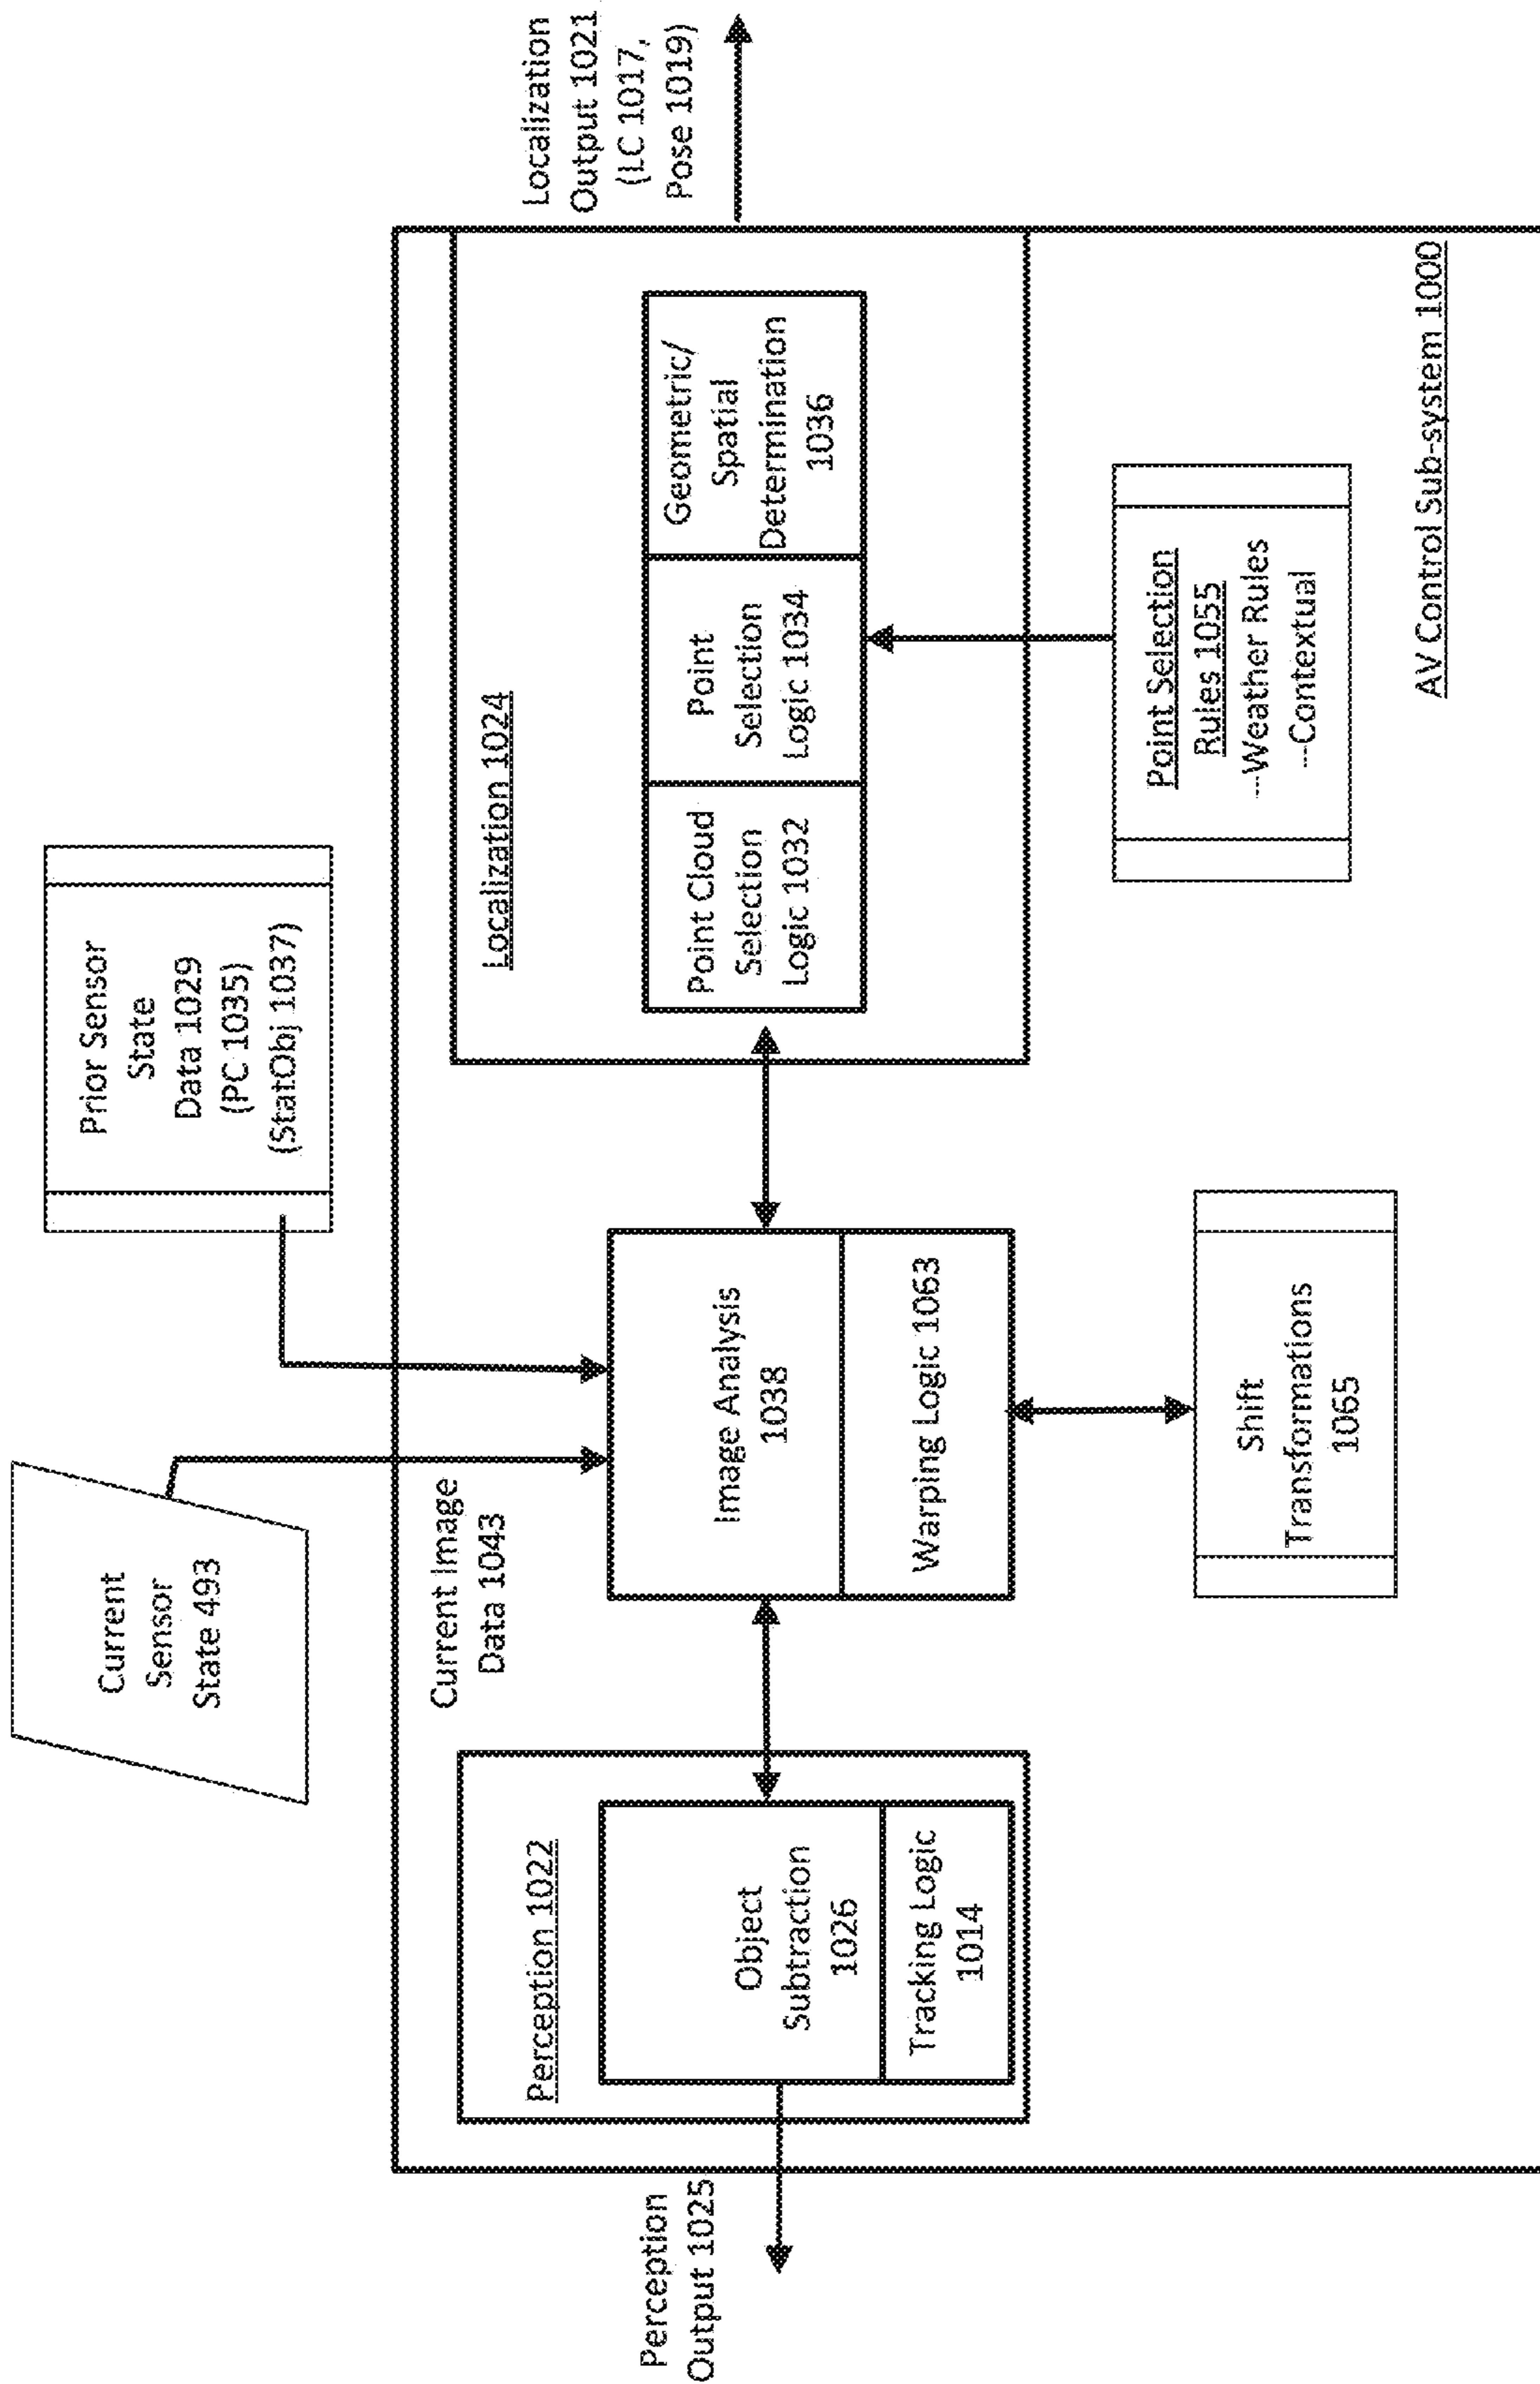 Current
Sensor
State 493
Prior Sensor
State
Data 1029
(PC 1035)
(StatObj 1037)
Current Image
Data 1043
Perception
Output 1025
Perception 1022
Object
Subtraction
1026
Tracking Logic
1014
Image Analysis
1038
Warping Logic 1063
Shift
Transformations
1065
Localization 1024
Point Cloud
Selection
Logic 1032
Point
Selection
Logic 1034
Geometric/
Spatial
Determination
1036
Localization
Output 1021
(LC 1017,
Pose 1019)
Point Selection
Rules 1055
--Weather Rules
--Contextual
AV Control Sub-system 1000